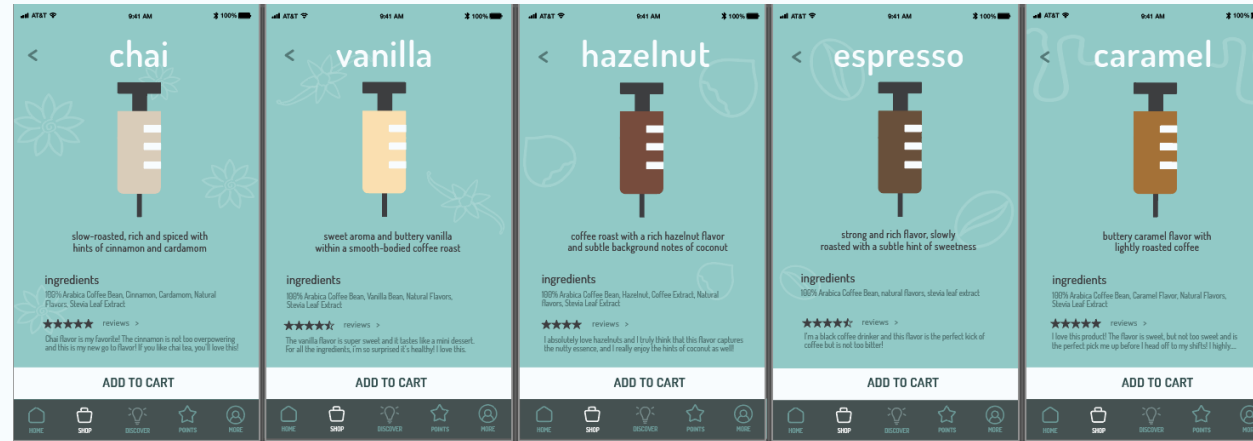 AT&T 9:41 AM 100%
<
chai
slow-roasted, rich and spiced with
hints of cinnamon and cardamom
ingredients
100% Arabica Coffee Bean, Cinnamon, Cardamom, Natural
Flavors, Stevia Leaf Extract
reviews >
Chai flavor is my favorite! The cinnamon is not too overpowering
and this is my new go to flavor! If you like chai tea, you'll love this!
ADD TO CART
HOME SHOP DISCOVER POINTS MORE
AT&T 9:41 AM 100%
<
vanilla
sweet aroma and buttery vanilla
within a smooth-bodied coffee roast
ingredients
100% Arabica Coffee Bean, Vanilla Bean, Natural Flavors,
Stevia Leaf Extract
reviews >
The vanilla flavor is super sweet and it tastes like a mini dessert.
For all the ingredients, i'm so surprised it's healthy! I love this.
ADD TO CART
HOME SHOP DISCOVER POINTS MORE
AT&T 9:41 AM 100%
<
hazelnut
coffee roast with a rich hazelnut flavor
and subtle background notes of coconut
ingredients
100% Arabica Coffee Bean, Hazelnut, Coffee Extract, Natural
flavors, Stevia Leaf Extract
reviews >
I absolutely love hazelnuts and I truly think that this flavor captures
the nutty essence, and I really enjoy the hints of coconut as well!
ADD TO CART
HOME SHOP DISCOVER POINTS MORE
AT&T 9:41 AM 100%
<
espresso
strong and rich flavor, slowly
roasted with a subtle hint of sweetness
ingredients
100% Arabica Coffee Bean, natural flavors, stevia leaf extract
reviews >
I'm a black coffee drinker and this flavor is the perfect kick of
coffee but is not too bitter!
ADD TO CART
HOME SHOP DISCOVER POINTS MORE
AT&T 9:41 AM 100%
<
caramel
buttery caramel flavor with
lightly roasted coffee
ingredients
100% Arabica Coffee Bean, Caramel Flavor, Natural Flavors,
Stevia Leaf Extract
reviews >
I love this product! The flavor is sweet, but not too sweet and is
the perfect pick me up before I head off to my shifts! I highly....
ADD TO CART
HOME SHOP DISCOVER POINTS